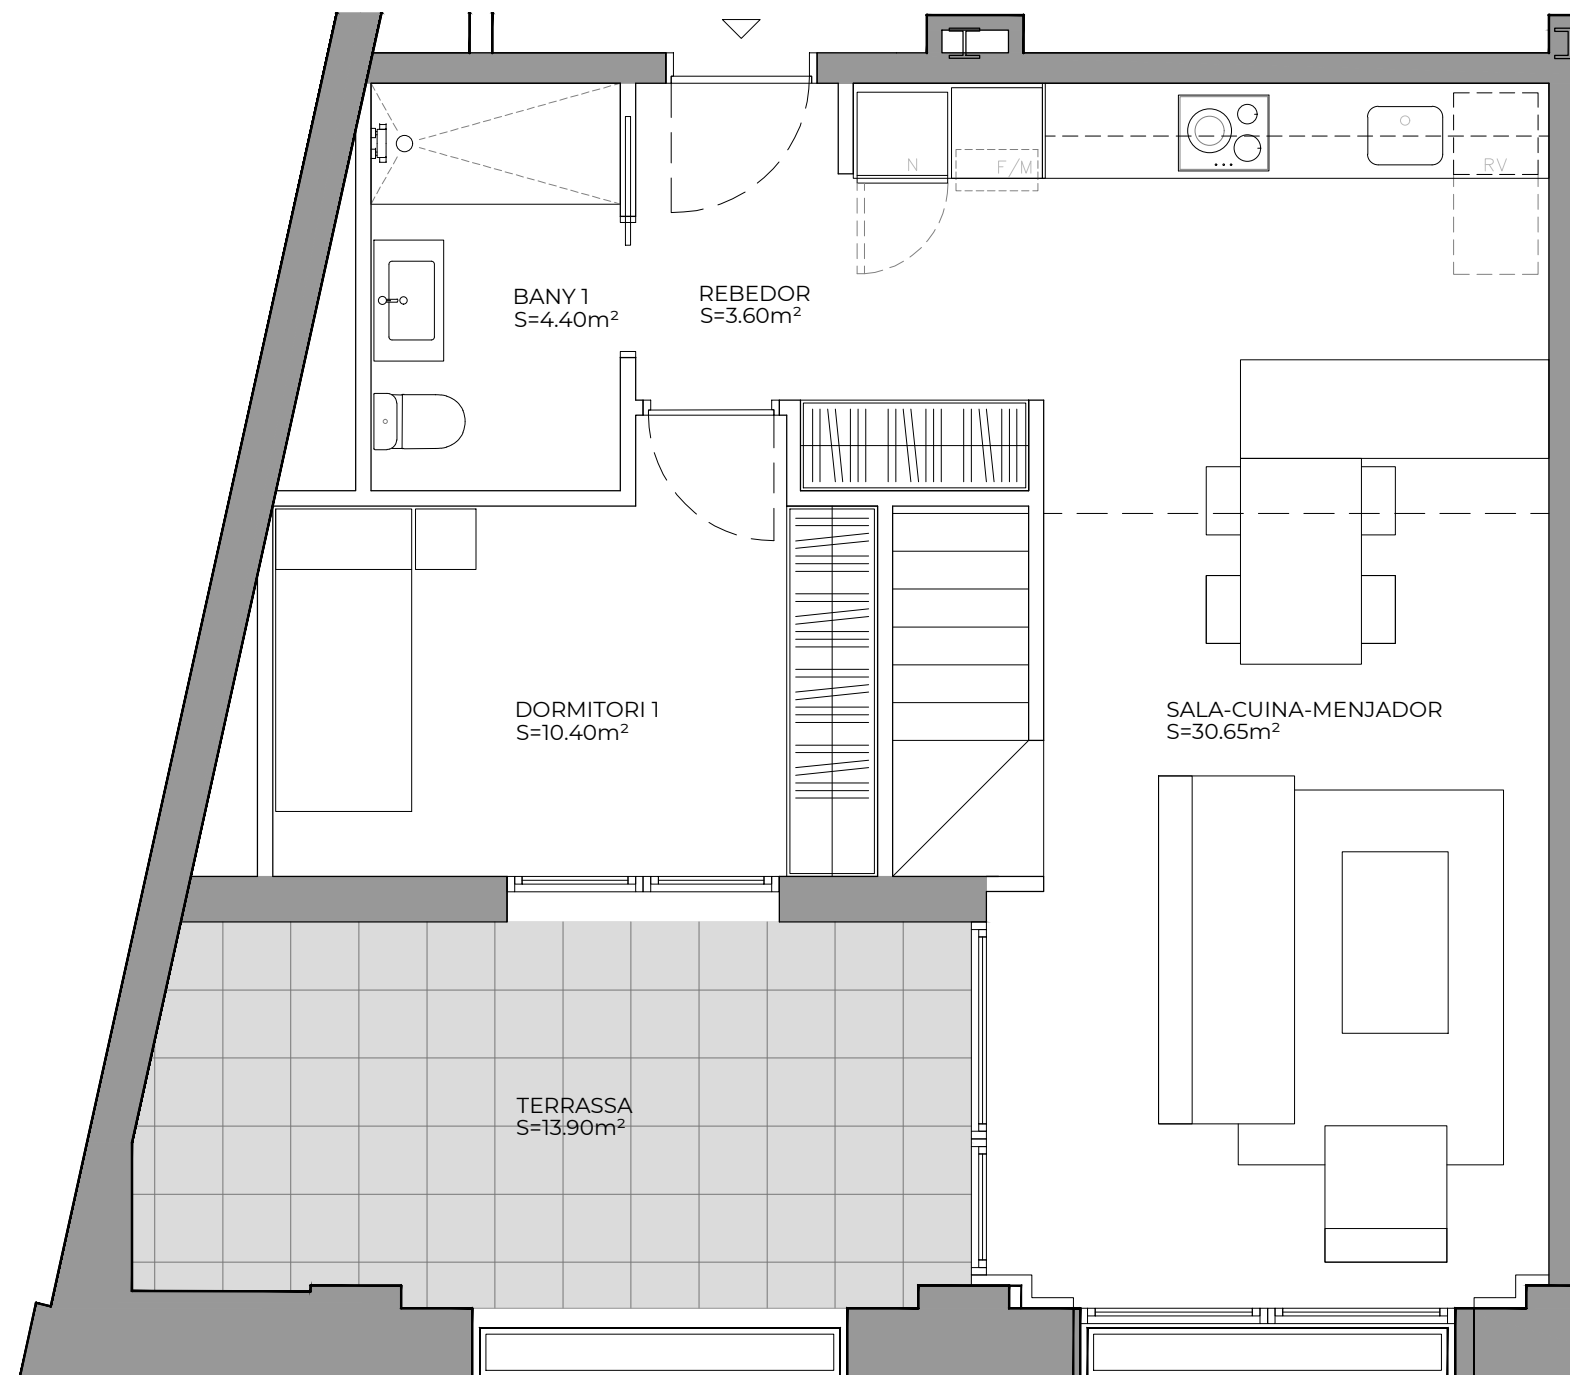 N
F/M
RV
BANY 1
S=4.40m²
REBEDOR
S=3.60m²
DORMITORI 1
S=10.40m²
SALA-CUINA-MENJADOR
S=30.65m²
TERRASSA
S=13.90m²